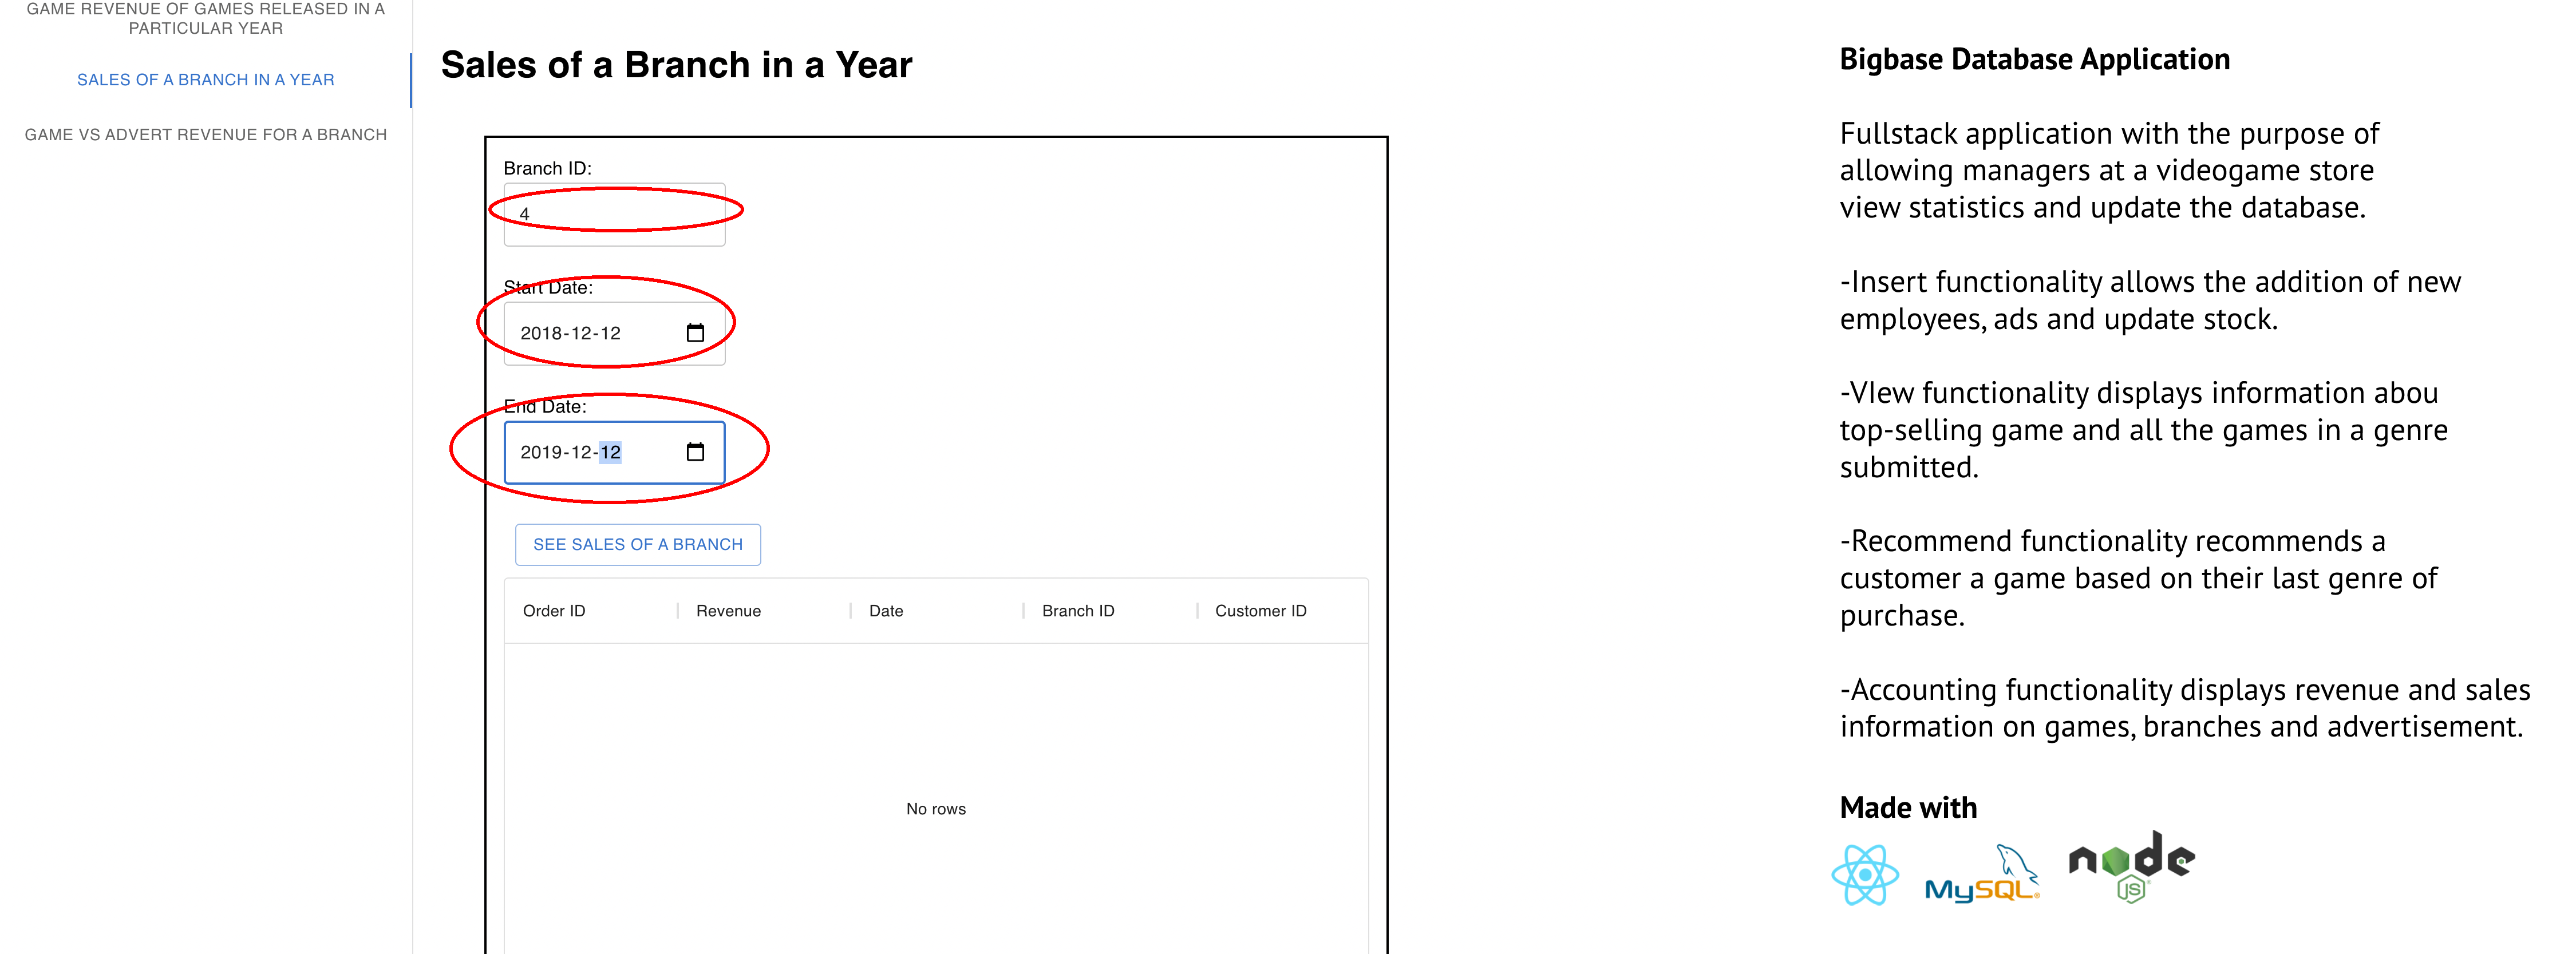 GAME REVENUE OF GAMES RELEASED IN A
PARTICULAR YEAR
SALES OF A BRANCH IN A YEAR
GAME VS ADVERT REVENUE FOR A BRANCH
Sales of a Branch in a Year
Branch ID:
4
Start Date:
2018-12-12
End Date:
2019-12-12
SEE SALES OF A BRANCH
Order ID Revenue Date Branch ID Customer ID
No rows
Bigbase Database Application
Fullstack application with the purpose of
allowing managers at a videogame store
view statistics and update the database.
-Insert functionality allows the addition of new
employees, ads and update stock.
-VIew functionality displays information abou
top-selling game and all the games in a genre
submitted.
-Recommend functionality recommends a
customer a game based on their last genre of
purchase.
-Accounting functionality displays revenue and sales
information on games, branches and advertisement.
Made with
MySQL®
node
JS®